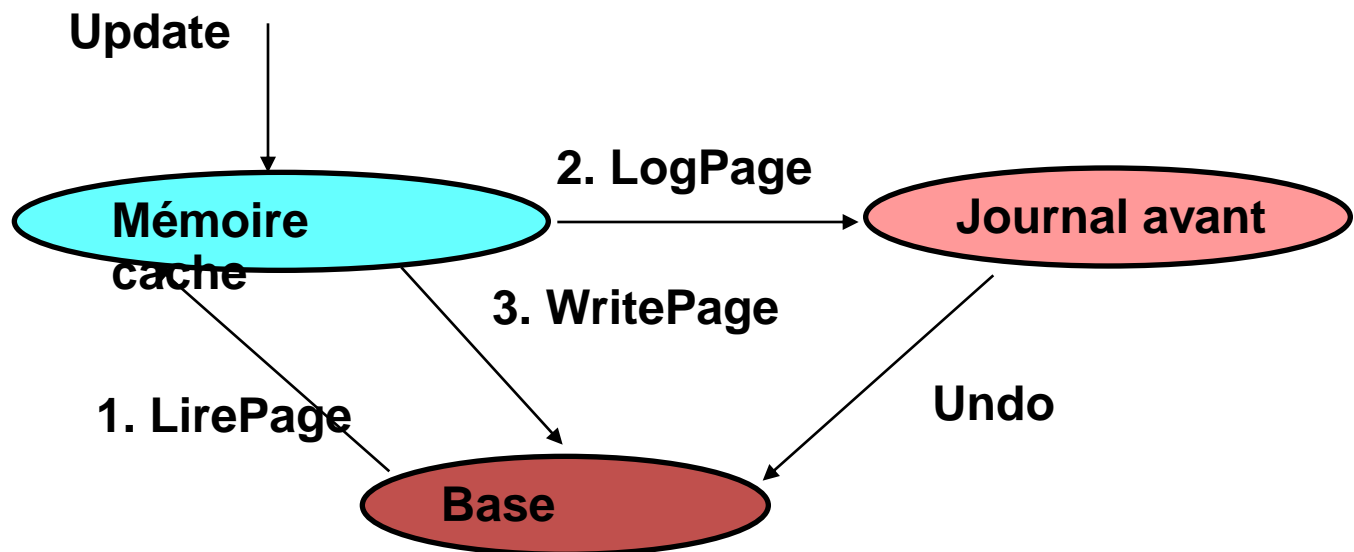 Update
2. LogPage
Mémoire
cache
Journal avant
3. WritePage
1. LirePage
Undo
Base